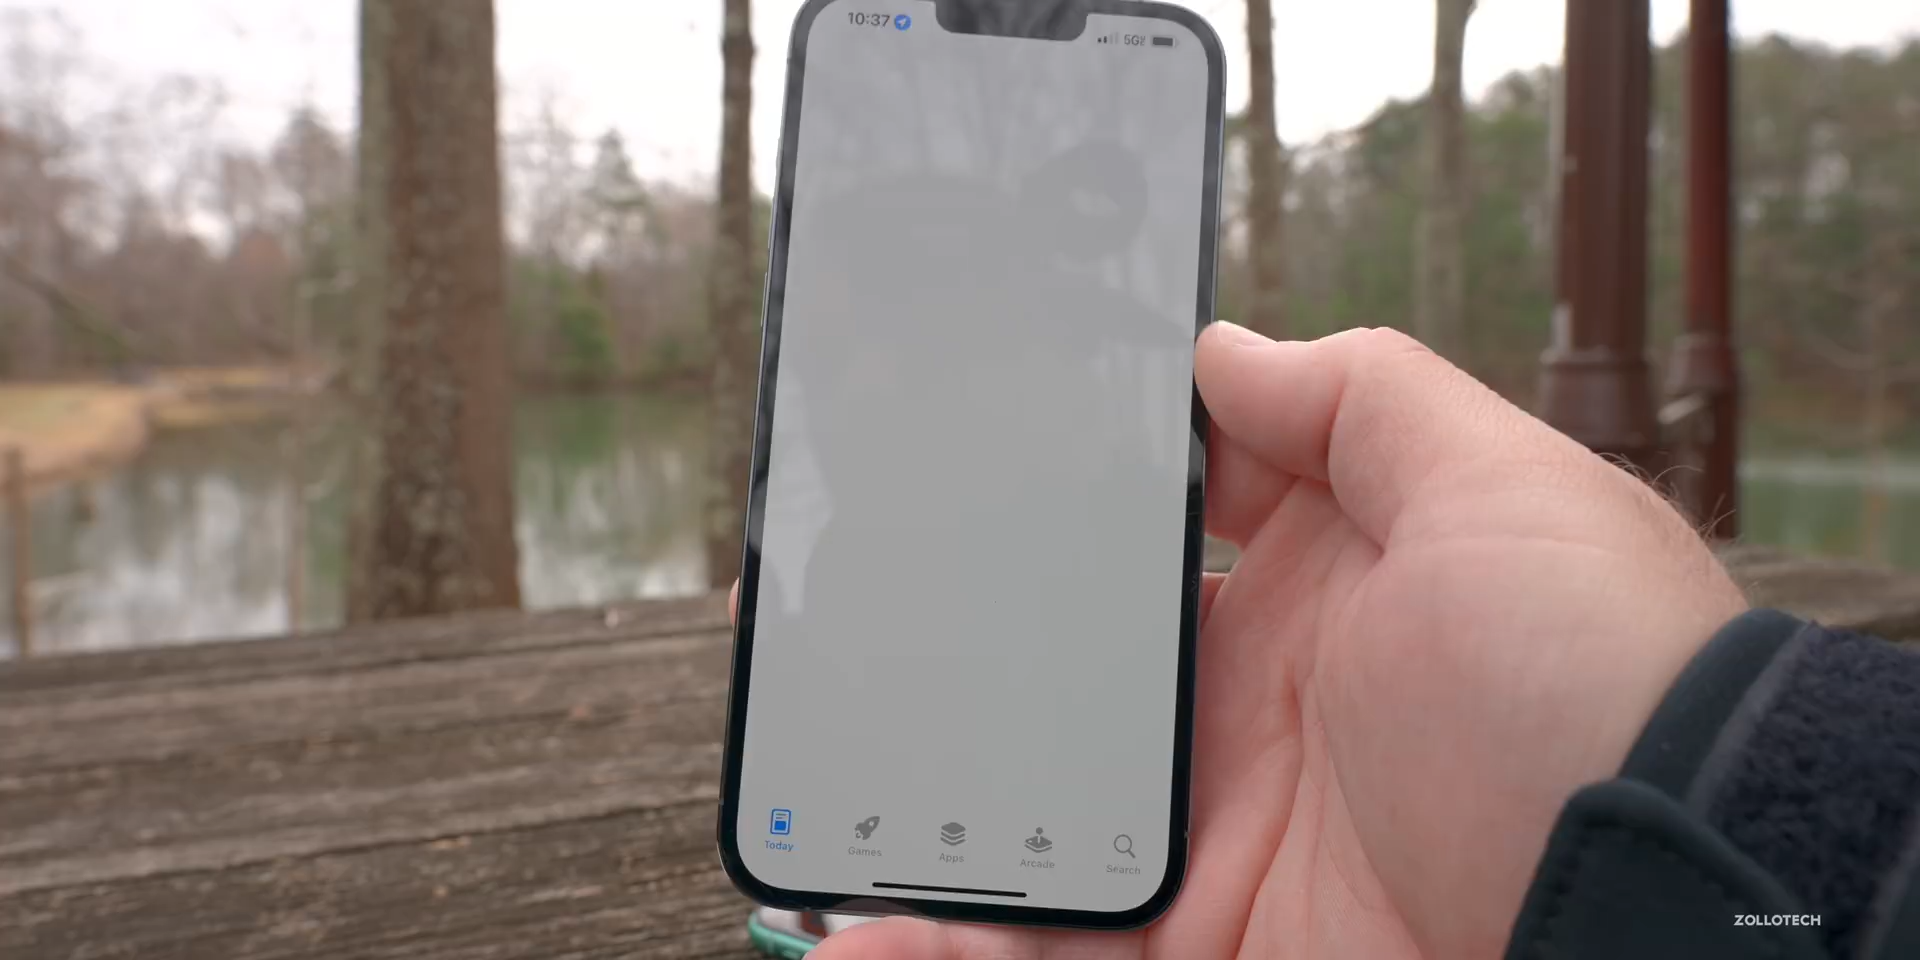 10:37
5G
Today
Games
Apps
Arcade
Search
ZOLLOTECH